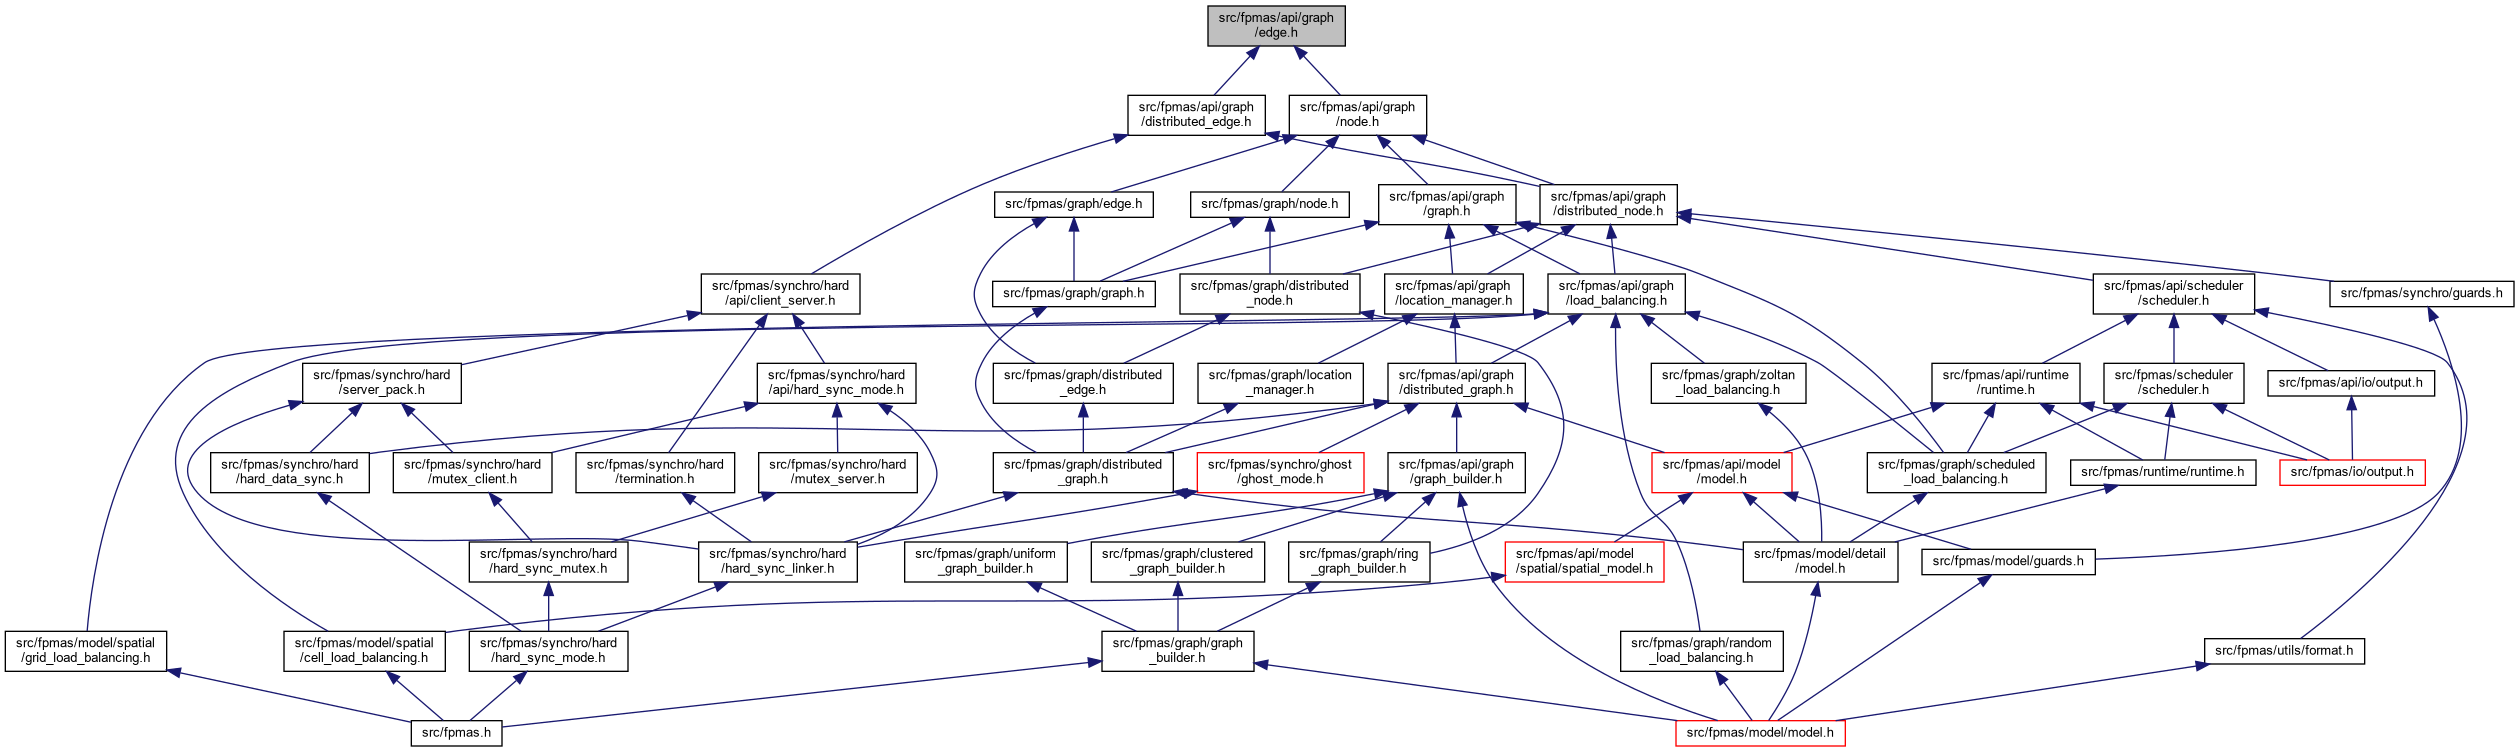 src/fpmas/api/graph
/edge.h
src/fpmas/api/graph
/distributed_edge.h
src/fpmas/api/graph
/node.h
src/fpmas/graph/edge.h
src/fpmas/graph/node.h
src/fpmas/api/graph
/graph.h
src/fpmas/api/graph
/distributed_node.h
src/fpmas/synchro/hard
/api/client_server.h
src/fpmas/graph/graph.h
src/fpmas/graph/distributed
_node.h
src/fpmas/api/graph
/location_manager.h
src/fpmas/api/graph
/load_balancing.h
src/fpmas/api/scheduler
/scheduler.h
src/fpmas/synchro/guards.h
src/fpmas/synchro/hard
/server_pack.h
src/fpmas/synchro/hard
/api/hard_sync_mode.h
src/fpmas/graph/distributed
_edge.h
src/fpmas/graph/location
_manager.h
src/fpmas/api/graph
/distributed_graph.h
src/fpmas/graph/zoltan
_load_balancing.h
src/fpmas/api/runtime
/runtime.h
src/fpmas/scheduler
/scheduler.h
src/fpmas/api/io/output.h
src/fpmas/synchro/hard
/hard_data_sync.h
src/fpmas/synchro/hard
/mutex_client.h
src/fpmas/synchro/hard
/termination.h
src/fpmas/synchro/hard
/mutex_server.h
src/fpmas/graph/distributed
_graph.h
src/fpmas/synchro/ghost
/ghost_mode.h
src/fpmas/api/graph
/graph_builder.h
src/fpmas/api/model
/model.h
src/fpmas/graph/scheduled
_load_balancing.h
src/fpmas/runtime/runtime.h
src/fpmas/io/output.h
src/fpmas/synchro/hard
/hard_sync_mutex.h
src/fpmas/synchro/hard
/hard_sync_linker.h
src/fpmas/graph/uniform
_graph_builder.h
src/fpmas/graph/clustered
_graph_builder.h
src/fpmas/graph/ring
_graph_builder.h
src/fpmas/api/model
/spatial/spatial_model.h
src/fpmas/model/detail
/model.h
src/fpmas/model/guards.h
src/fpmas/model/spatial
/grid_load_balancing.h
src/fpmas/model/spatial
/cell_load_balancing.h
src/fpmas/synchro/hard
/hard_sync_mode.h
src/fpmas/graph/graph
_builder.h
src/fpmas/graph/random
_load_balancing.h
src/fpmas/utils/format.h
src/fpmas.h
src/fpmas/model/model.h